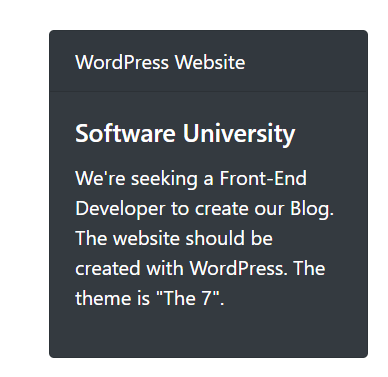 WordPress Website
Software University
We're seeking a Front-End
Developer to create our Blog.
The website should be
created with WordPress. The
theme is "The 7".